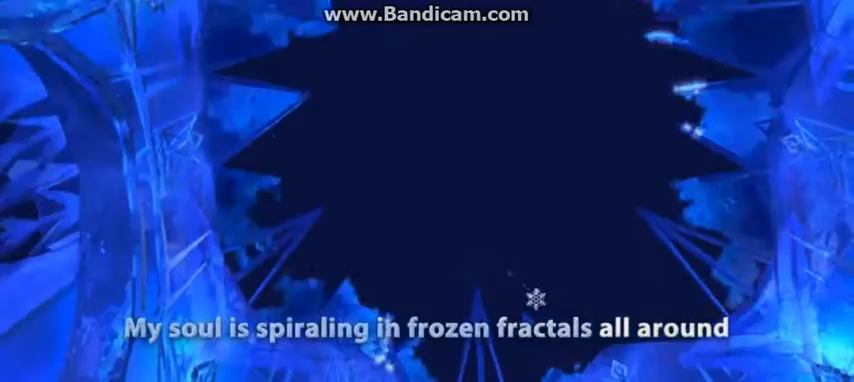 www.Bandicam.com
My soul is spiraling in frozen fractals all around